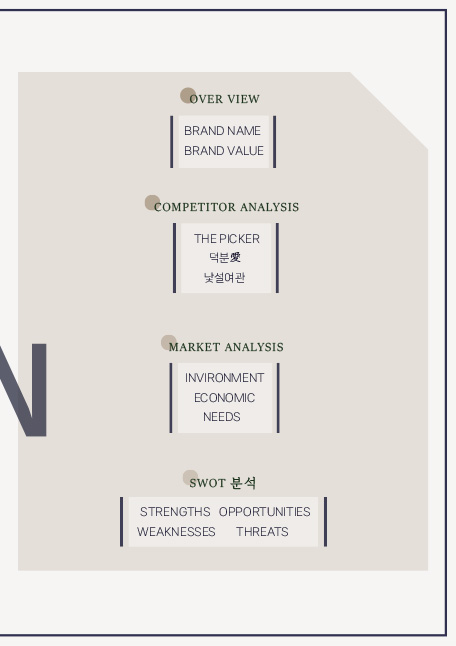 OVER VIEW
BRAND NAME
BRAND VALUE
COMPETITOR ANALYSIS
THE PICKER
덕분愛
낯설여관
MARKET ANALYSIS
INVIRONMENT
ECONOMIC
NEEDS
N
SWOT 분석
STRENGTHS OPPORTUNITIES
WEAKNESSES THREATS